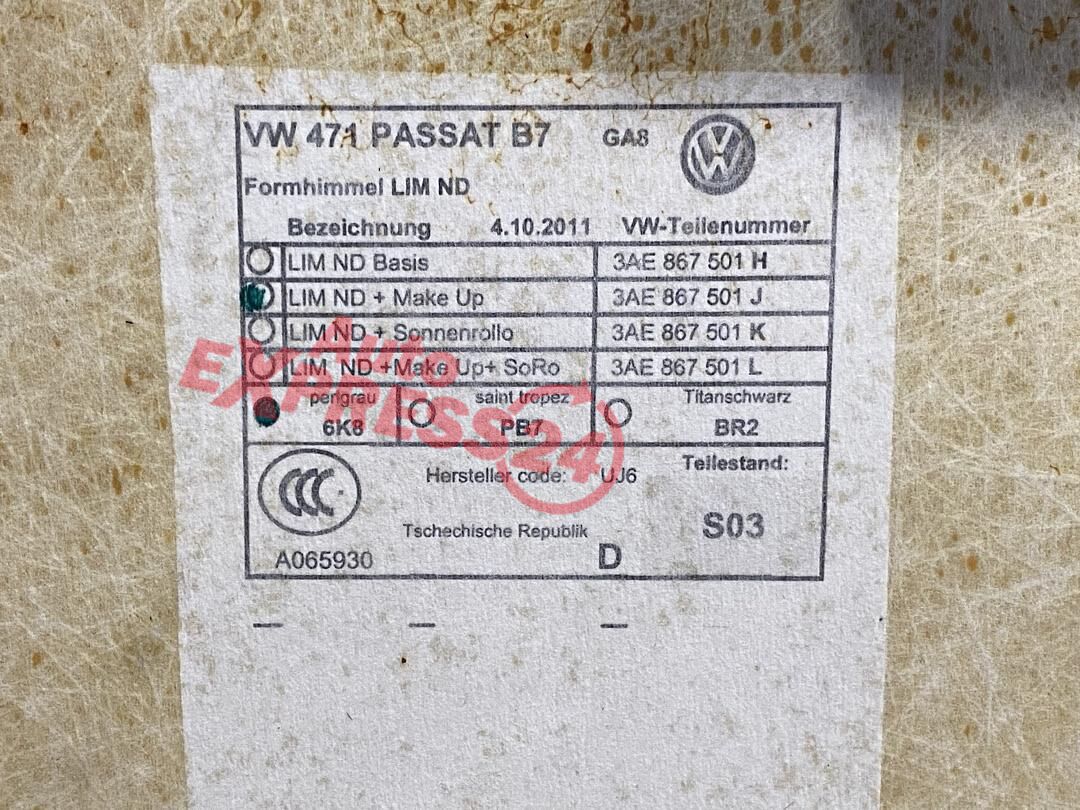 VW 471 PASSAT B7 GA8
Formhimmel LIM ND
Bezeichnung 4.10.2011 VW-Teilenummer
LIM ND Basis 3AE 867 501 H
LIM ND + Make Up 3AE 867 501 J
LIM ND + Sonnenrollo 3AE 867 501 K
LIM ND +Make Up+ SoRo 3AE 867 501 L
perlgrau saint tropez Titanschwarz
6K8 PB7 BR2
Auto
EXPRESS24
Teilestand:
Hersteller code: UJ6
S03
Tschechische Republik
A065930 D
CCC